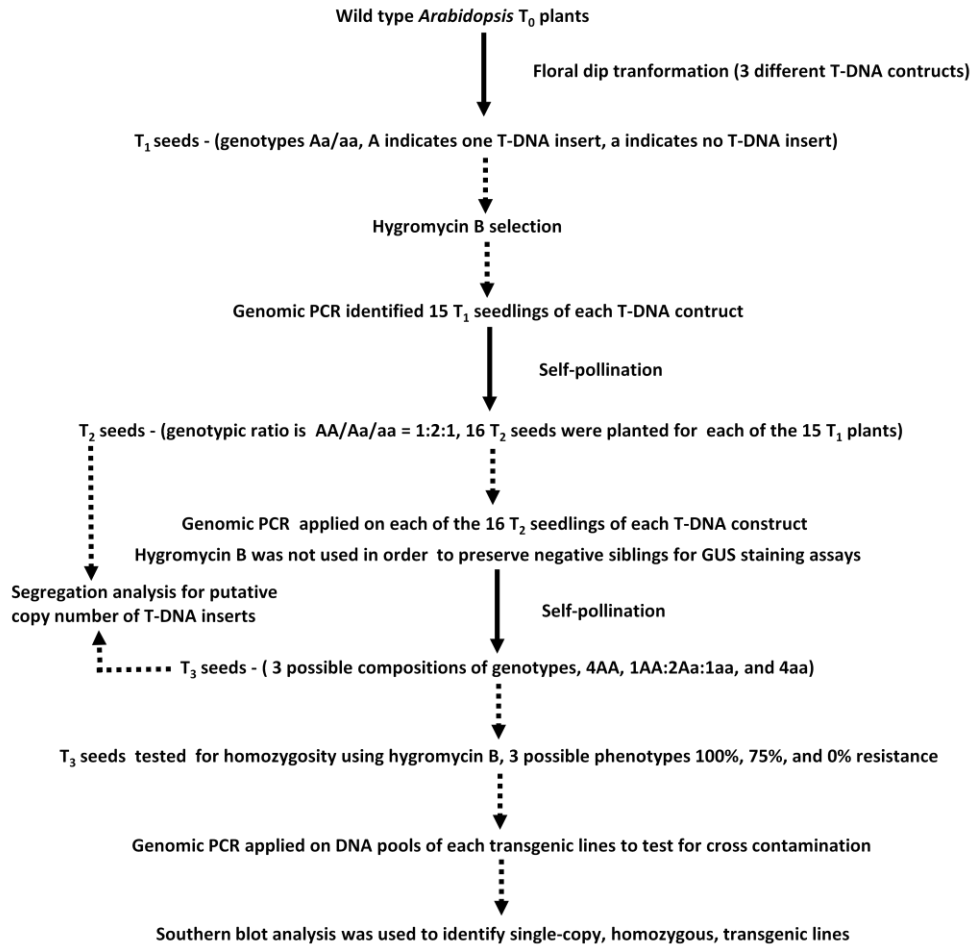 Wild type Arabidopsis T0 plants
Floral dip tranformation (3 different T-DNA contructs)
T1 seeds - (genotypes Aa/aa, A indicates one T-DNA insert, a indicates no T-DNA insert)
Hygromycin B selection
Genomic PCR identified 15 T1 seedlings of each T-DNA contruct
Self-pollination
T2 seeds - (genotypic ratio is AA/Aa/aa = 1:2:1, 16 T2 seeds were planted for each of the 15 T1 plants)
Genomic PCR applied on each of the 16 T2 seedlings of each T-DNA construct
Hygromycin B was not used in order to preserve negative siblings for GUS staining assays
Segregation analysis for putative
copy number of T-DNA inserts
Self-pollination
T3 seeds - ( 3 possible compositions of genotypes, 4AA, 1AA:2Aa:1aa, and 4aa)
T3 seeds tested for homozygosity using hygromycin B, 3 possible phenotypes 100%, 75%, and 0% resistance
Genomic PCR applied on DNA pools of each transgenic lines to test for cross contamination
Southern blot analysis was used to identify single-copy, homozygous, transgenic lines